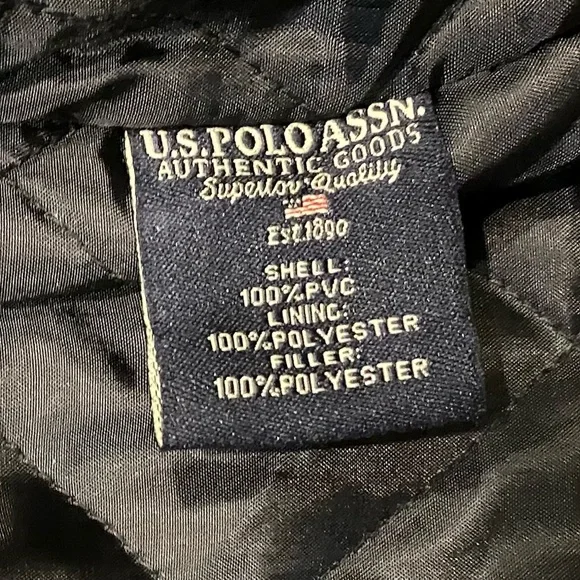 U.S. POLO ASSN.
AUTHENTIC GOODS
Superior Quality
Est.1890
SHELL:
100%PVC
LINING:
100%POLYESTER
FILLER:
100%POLYESTER